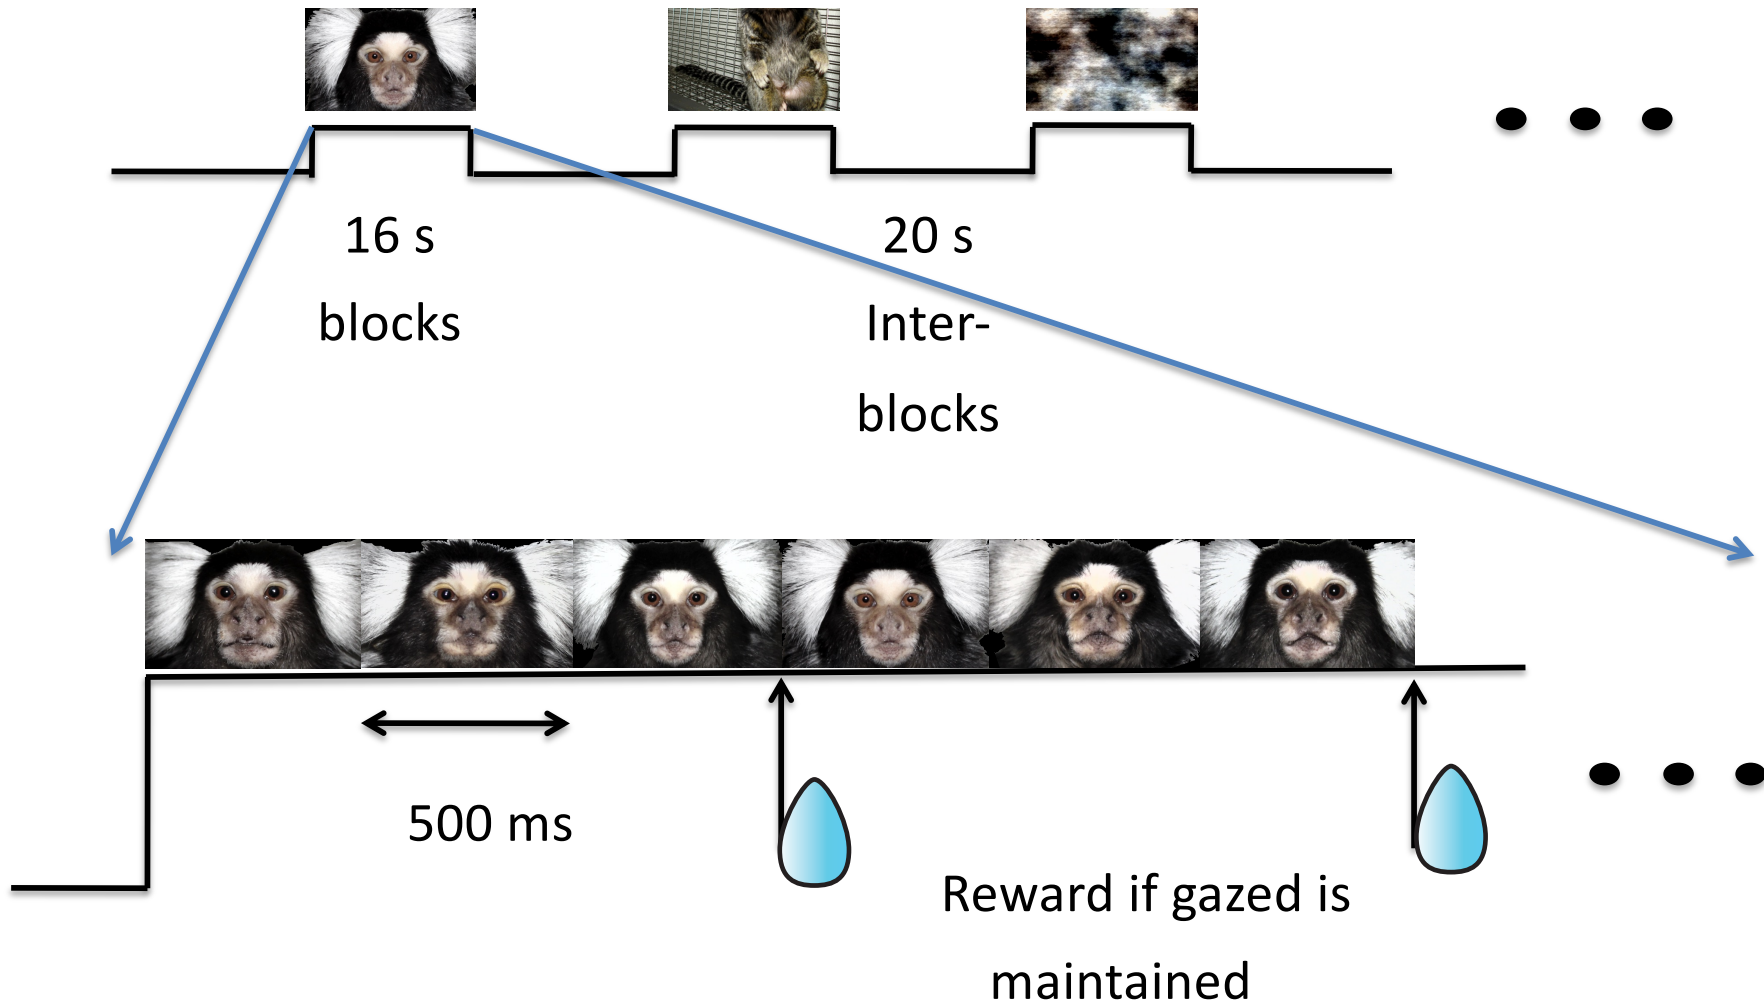 16 s
20 s
blocks
Inter-
blocks
500 ms
Reward if gazed is
maintained